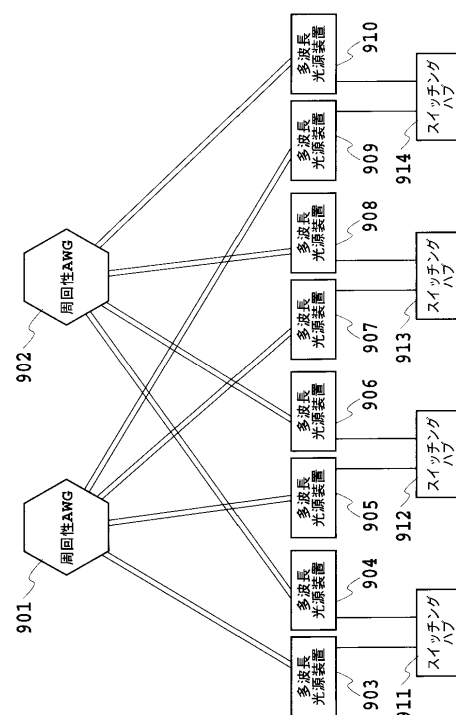 902
周回性AWG
901
周回性AWG
多波長
光源装置
903
多波長
光源装置
904
多波長
光源装置
905
多波長
光源装置
906
多波長
光源装置
907
多波長
光源装置
908
多波長
光源装置
909
多波長
光源装置
910
911
スイッチング
ハブ
912
スイッチング
ハブ
913
スイッチング
ハブ
914
スイッチング
ハブ